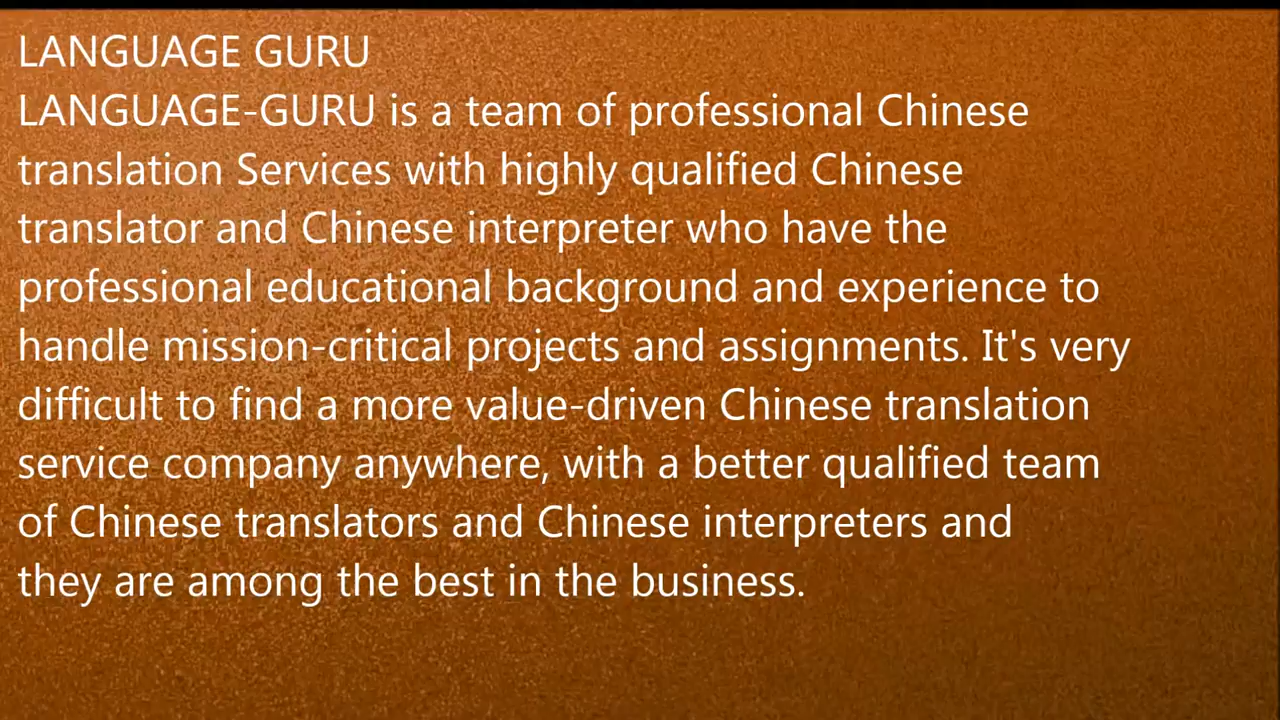 LANGUAGE GURU
LANGUAGE-GURU is a team of professional Chinese
translation Services with highly qualified Chinese
translator and Chinese interpreter who have the
professional educational background and experience to
handle mission-critical projects and assignments. It's very
difficult to find a more value-driven Chinese translation
service company anywhere, with a better qualified team
of Chinese translators and Chinese interpreters and
they are among the best in the business.